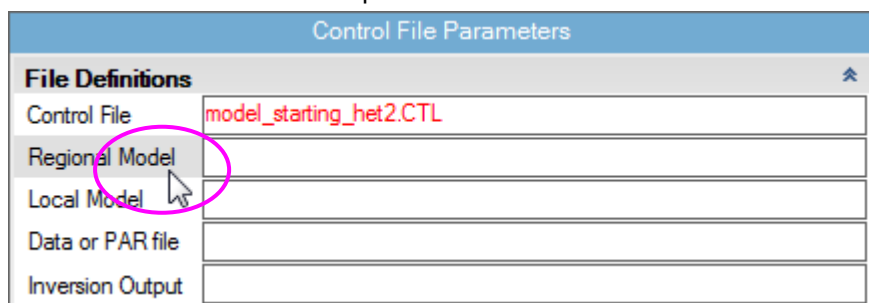 Control File Parameters
File Definitions
Control File model_starting_het2.CTL
Regional Model
Local Model
Data or PAR file
Inversion Output